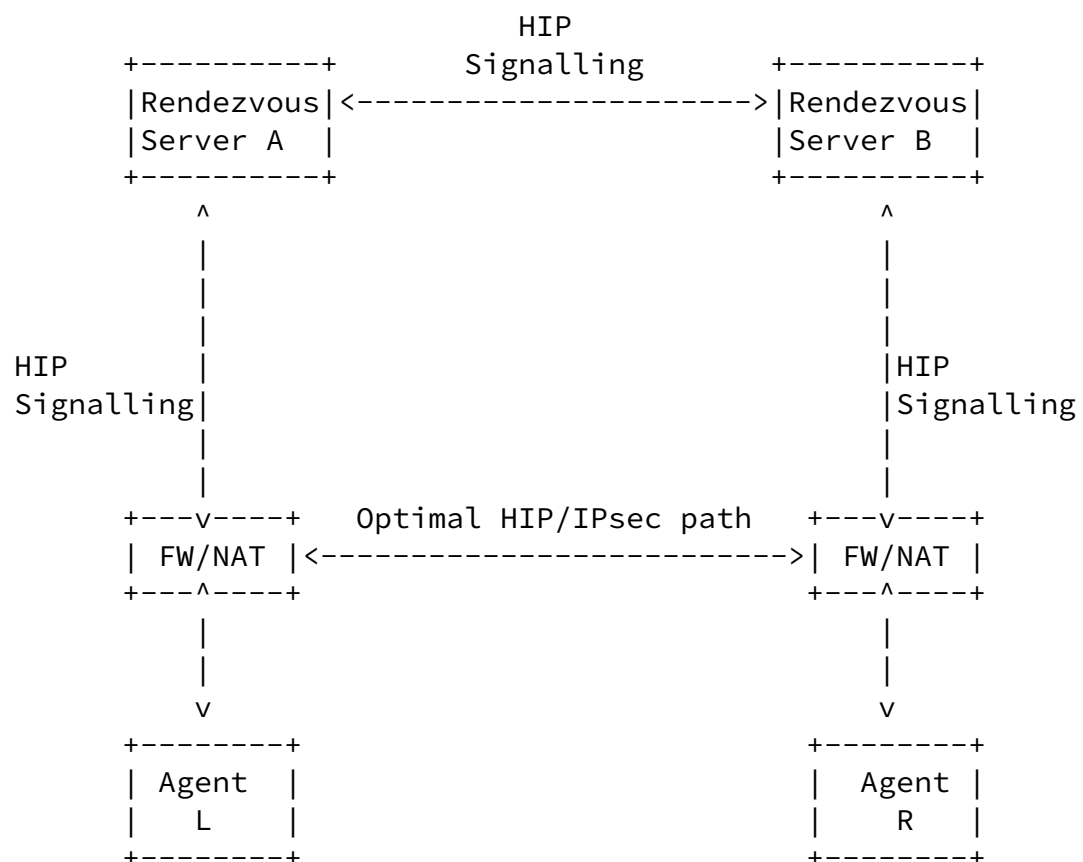 HIP
Signalling
Rendezvous
Server A
Rendezvous
Server B
HIP
Signalling
HIP
Signalling
Optimal HIP/IPsec path
FW/NAT
FW/NAT
Agent
L
Agent
R